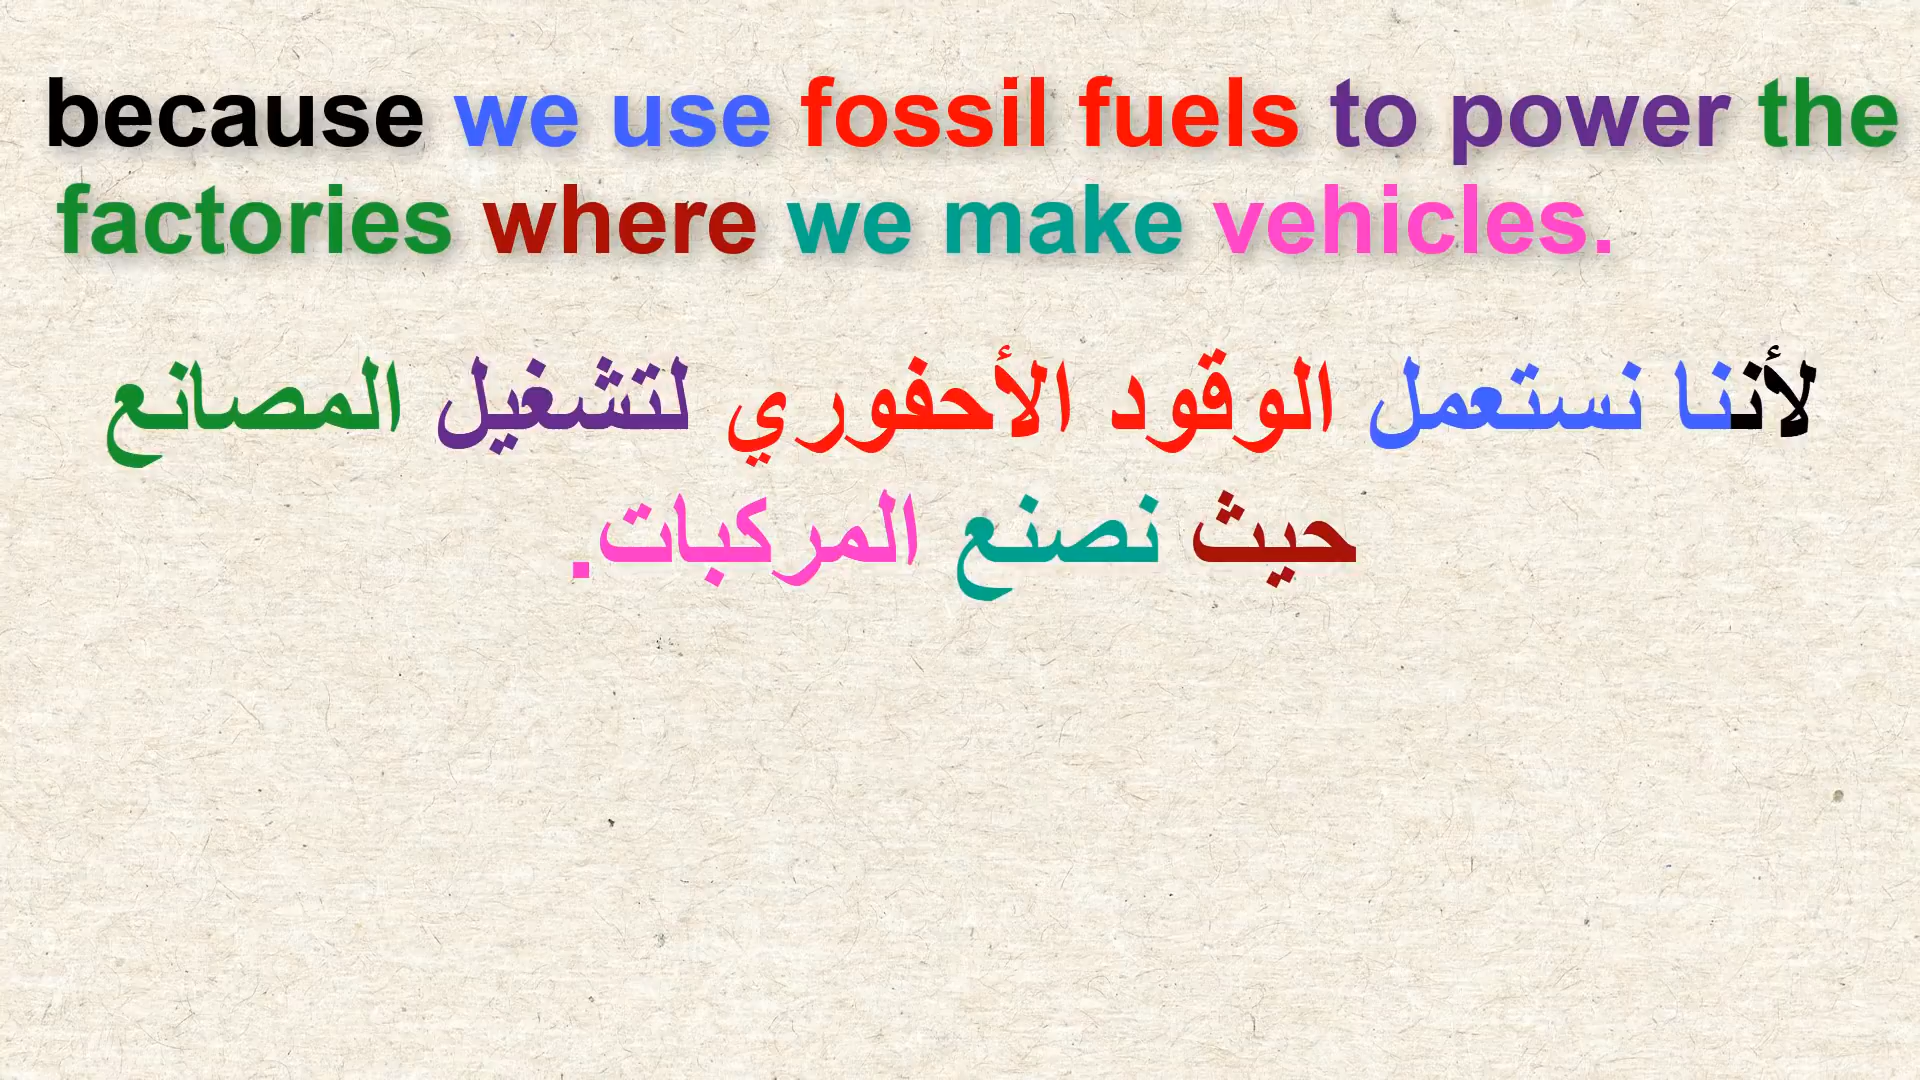 because we use fossil fuels to power the
factories where we make vehicles.
لأننا نستعمل الوقود الأحفوري لتشغيل المصانع
حيث نصنع المركبات.